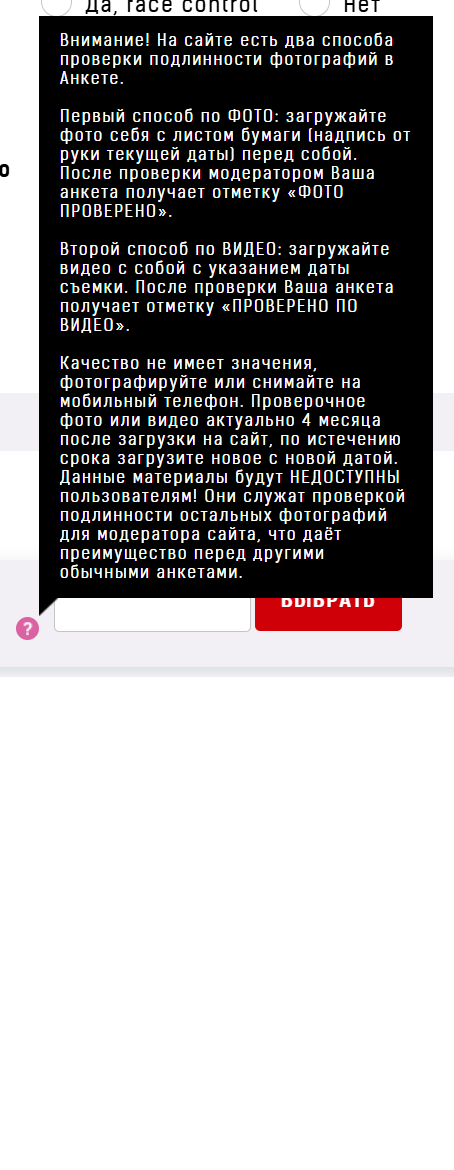 Да, face control Нет
Внимание! На сайте есть два способа
проверки подлинности фотографий в
Анкете.
Первый способ по ФОТО: загружайте
фото себя с листом бумаги (надпись от
руки текущей даты) перед собой.
После проверки модератором Ваша
анкета получает отметку «ФОТО
ПРОВЕРЕНО».
Второй способ по ВИДЕО: загружайте
видео с собой с указанием даты
съемки. После проверки Ваша анкета
получает отметку «ПРОВЕРЕНО ПО
ВИДЕО».
Качество не имеет значения,
фотографируйте или снимайте на
мобильный телефон. Проверочное
фото или видео актуально 4 месяца
после загрузки на сайт, по истечению
срока загрузите новое с новой датой.
Данные материалы будут НЕДОСТУПНЫ
пользователям! Они служат проверкой
подлинности остальных фотографий
для модератора сайта, что даёт
преимущество перед другими
обычными анкетами.
ВЫБРАТЬ
?